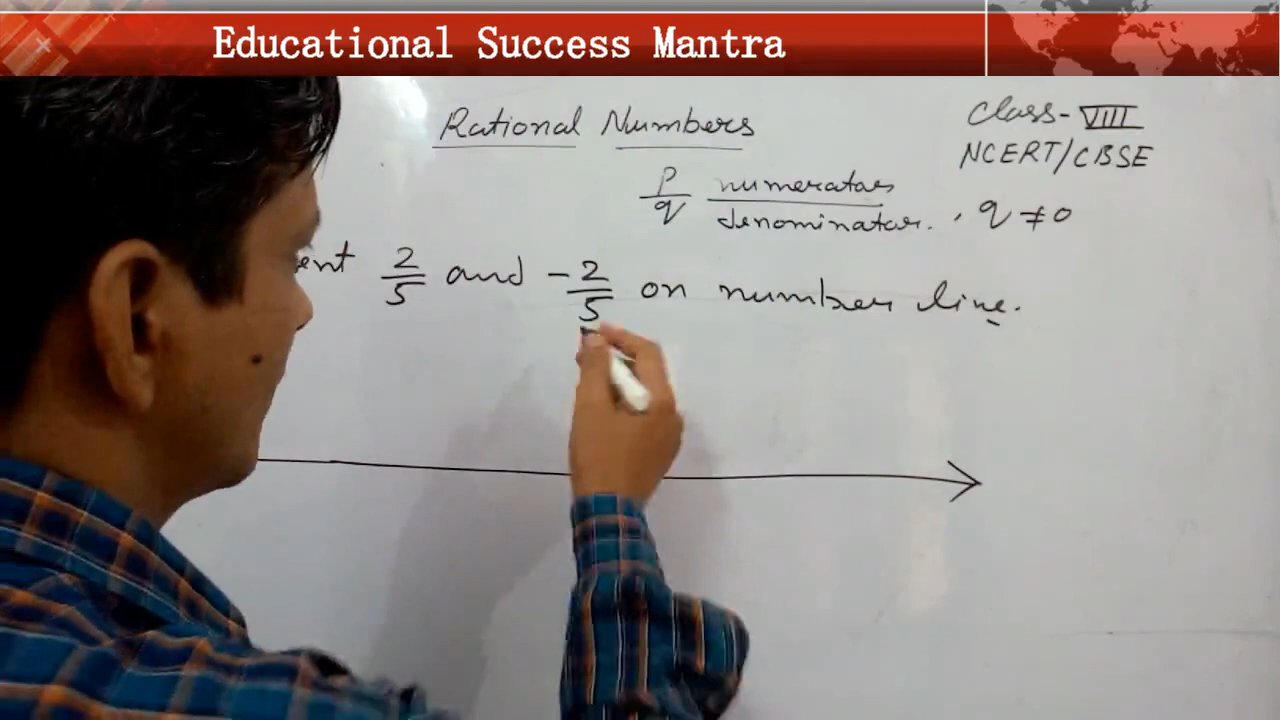 Educational Success Mantra
Rational Numbers
Class-VIII
NCERT/CBSE
p/q numerator/denominator. , q ≠ 0
ent 2/5 and -2/5 on number line.